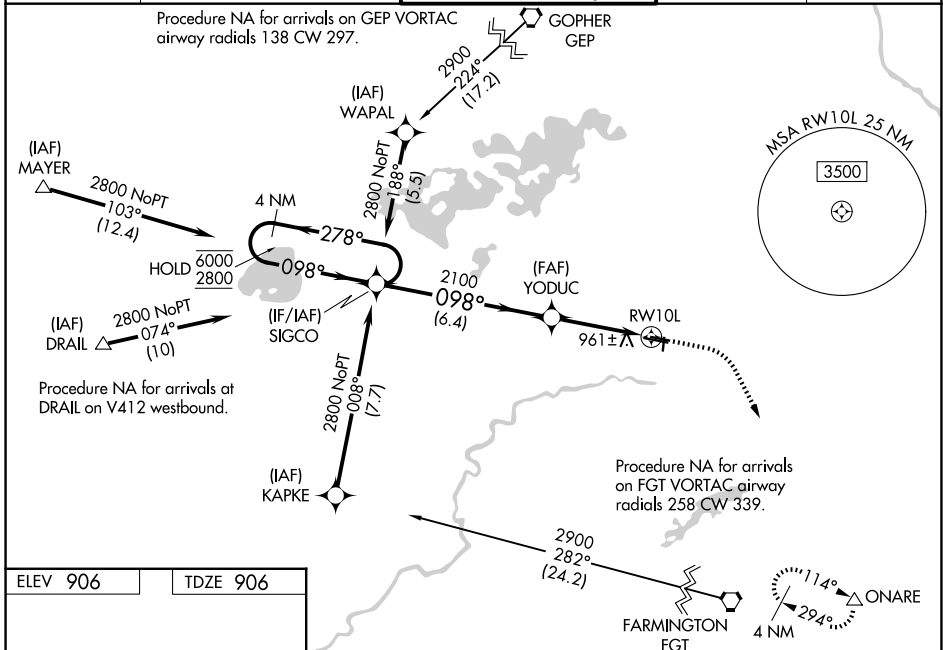 Procedure NA for arrivals on GEP VORTAC
airway radials 138 CW 297.
GOPHER
GEP
2900
224°
(17.2)
(IAF)
WAPAL
2800 NoPT
188°
(5.5)
(IAF)
MAYER
2800 NoPT
103°
(12.4)
4 NM
278°
HOLD 6000
2800
098°
(IF/IAF)
SIGCO
2100
098°
(6.4)
(FAF)
YODUC
RW10L
961±
MSA RW10L 25 NM
3500
(IAF)
DRAIL
2800 NoPT
074°
(10)
Procedure NA for arrivals at
DRAIL on V412 westbound.
2800 NoPT
008°
(7.7)
(IAF)
KAPKE
Procedure NA for arrivals
on FGT VORTAC airway
radials 258 CW 339.
2900
282°
(24.2)
FARMINGTON
FGT
114°
294°
4 NM
ONARE
ELEV 906
TDZE 906